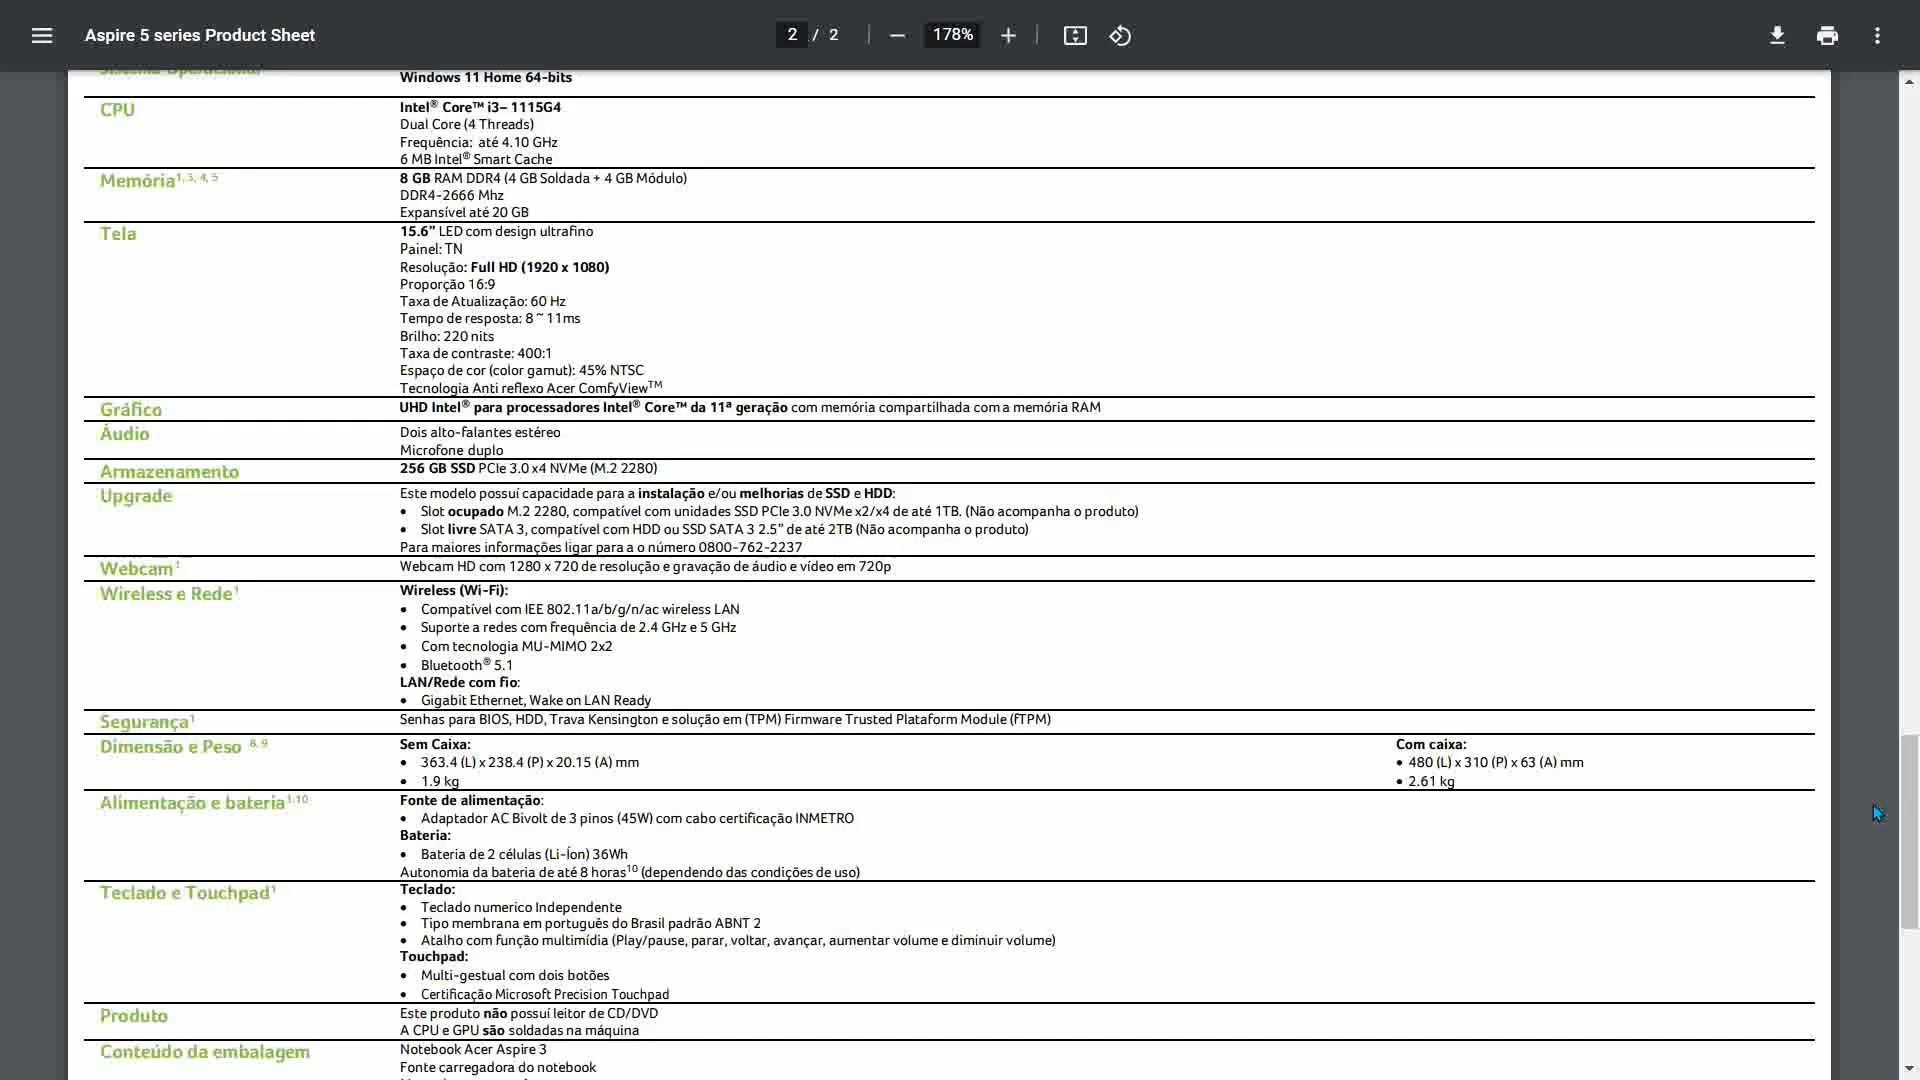 Aspire 5 series Product Sheet
2 / 2
178%
Sistema Operacional
Windows 11 Home 64-bits
CPU
Intel® Core™ i3– 1115G4
Dual Core (4 Threads)
Frequência: até 4.10 GHz
6 MB Intel® Smart Cache
Memória1, 3, 4, 5
8 GB RAM DDR4 (4 GB Soldada + 4 GB Módulo)
DDR4-2666 Mhz
Expansível até 20 GB
Tela
15.6” LED com design ultrafino
Painel: TN
Resolução: Full HD (1920 x 1080)
Proporção 16:9
Taxa de Atualização: 60 Hz
Tempo de resposta: 8 ~ 11ms
Brilho: 220 nits
Taxa de contraste: 400:1
Espaço de cor (color gamut): 45% NTSC
Tecnologia Anti reflexo Acer ComfyView™
Gráfico
UHD Intel® para processadores Intel® Core™ da 11ª geração com memória compartilhada com a memória RAM
Áudio
Dois alto-falantes estéreo
Microfone duplo
Armazenamento
256 GB SSD PCIe 3.0 x4 NVMe (M.2 2280)
Upgrade
Este modelo possuí capacidade para a instalação e/ou melhorias de SSD e HDD:
• Slot ocupado M.2 2280, compatível com unidades SSD PCIe 3.0 NVMe x2/x4 de até 1TB. (Não acompanha o produto)
• Slot livre SATA 3, compatível com HDD ou SSD SATA 3 2.5” de até 2TB (Não acompanha o produto)
Para maiores informações ligar para a o número 0800-762-2237
Webcam1
Webcam HD com 1280 x 720 de resolução e gravação de áudio e vídeo em 720p
Wireless e Rede1
Wireless (Wi-Fi):
• Compatível com IEE 802.11a/b/g/n/ac wireless LAN
• Suporte a redes com frequência de 2.4 GHz e 5 GHz
• Com tecnologia MU-MIMO 2x2
• Bluetooth® 5.1
LAN/Rede com fio:
• Gigabit Ethernet, Wake on LAN Ready
Segurança1
Senhas para BIOS, HDD, Trava Kensington e solução em (TPM) Firmware Trusted Plataform Module (fTPM)
Dimensão e Peso 8, 9
Sem Caixa:
• 363.4 (L) x 238.4 (P) x 20.15 (A) mm
• 1.9 kg
Com caixa:
• 480 (L) x 310 (P) x 63 (A) mm
• 2.61 kg
Alimentação e bateria1,10
Fonte de alimentação:
• Adaptador AC Bivolt de 3 pinos (45W) com cabo certificação INMETRO
Bateria:
• Bateria de 2 células (Li-Íon) 36Wh
Autonomia da bateria de até 8 horas10 (dependendo das condições de uso)
Teclado e Touchpad1
Teclado:
• Teclado numerico Independente
• Tipo membrana em português do Brasil padrão ABNT 2
• Atalho com função multimídia (Play/pause, parar, voltar, avançar, aumentar volume e diminuir volume)
Touchpad:
• Multi-gestual com dois botões
• Certificação Microsoft Precision Touchpad
Produto
Este produto não possuí leitor de CD/DVD
A CPU e GPU são soldadas na máquina
Conteúdo da embalagem
Notebook Acer Aspire 3
Fonte carregadora do notebook